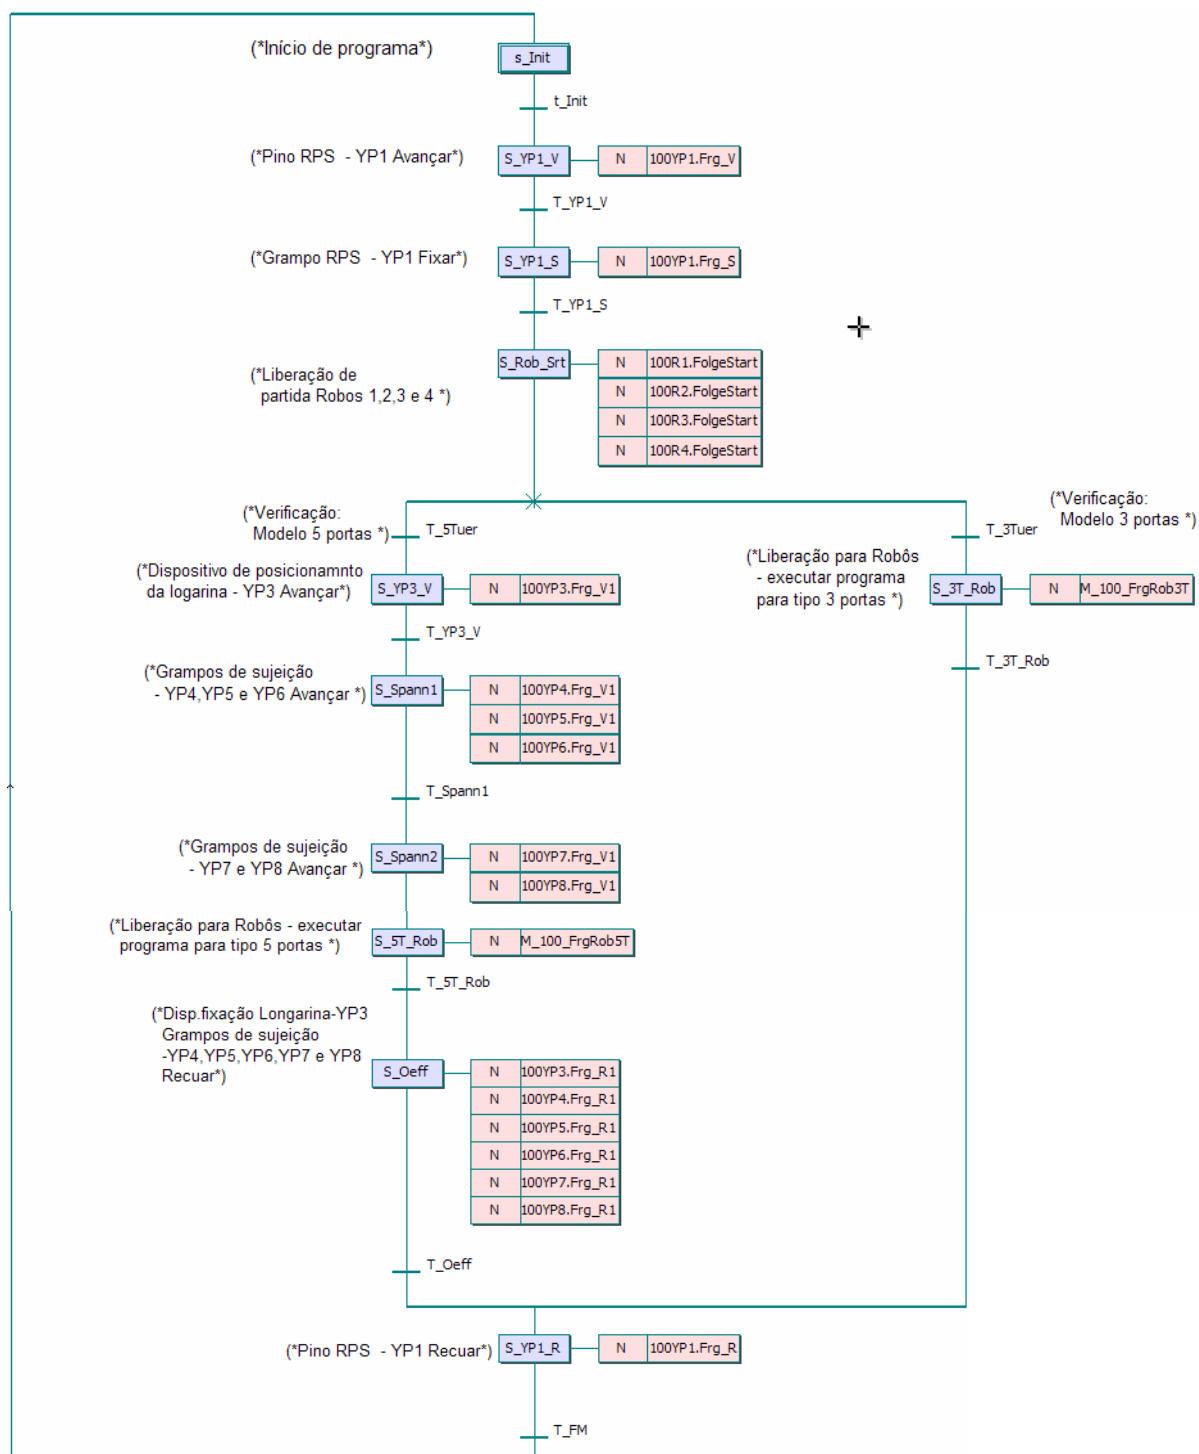 (*Início de programa*)
s_Init
t_Init
(*Pino RPS - YP1 Avançar*)
S_YP1_V
N 100YP1.Frg_V
T_YP1_V
(*Grampo RPS - YP1 Fixar*)
S_YP1_S
N 100YP1.Frg_S
T_YP1_S
(*Liberação de
partida Robos 1,2,3 e 4 *)
S_Rob_Srt
N 100R1.FolgeStart
N 100R2.FolgeStart
N 100R3.FolgeStart
N 100R4.FolgeStart
(*Verificação:
Modelo 5 portas *)
T_5Tuer
(*Verificação:
Modelo 3 portas *)
T_3Tuer
(*Dispositivo de posicionamnto
da logarina - YP3 Avançar*)
S_YP3_V
N 100YP3.Frg_V1
(*Liberação para Robôs
- executar programa
para tipo 3 portas *)
S_3T_Rob
N M_100_FrgRob3T
T_YP3_V
T_3T_Rob
(*Grampos de sujeição
- YP4,YP5 e YP6 Avançar *)
S_Spann1
N 100YP4.Frg_V1
N 100YP5.Frg_V1
N 100YP6.Frg_V1
T_Spann1
(*Grampos de sujeição
- YP7 e YP8 Avançar *)
S_Spann2
N 100YP7.Frg_V1
N 100YP8.Frg_V1
(*Liberação para Robôs - executar
programa para tipo 5 portas *)
S_5T_Rob
N M_100_FrgRob5T
T_5T_Rob
(*Disp.fixação Longarina-YP3
Grampos de sujeição
-YP4,YP5,YP6,YP7 e YP8
Recuar*)
S_Oeff
N 100YP3.Frg_R1
N 100YP4.Frg_R1
N 100YP5.Frg_R1
N 100YP6.Frg_R1
N 100YP7.Frg_R1
N 100YP8.Frg_R1
T_Oeff
(*Pino RPS - YP1 Recuar*)
S_YP1_R
N 100YP1.Frg_R
T_FM